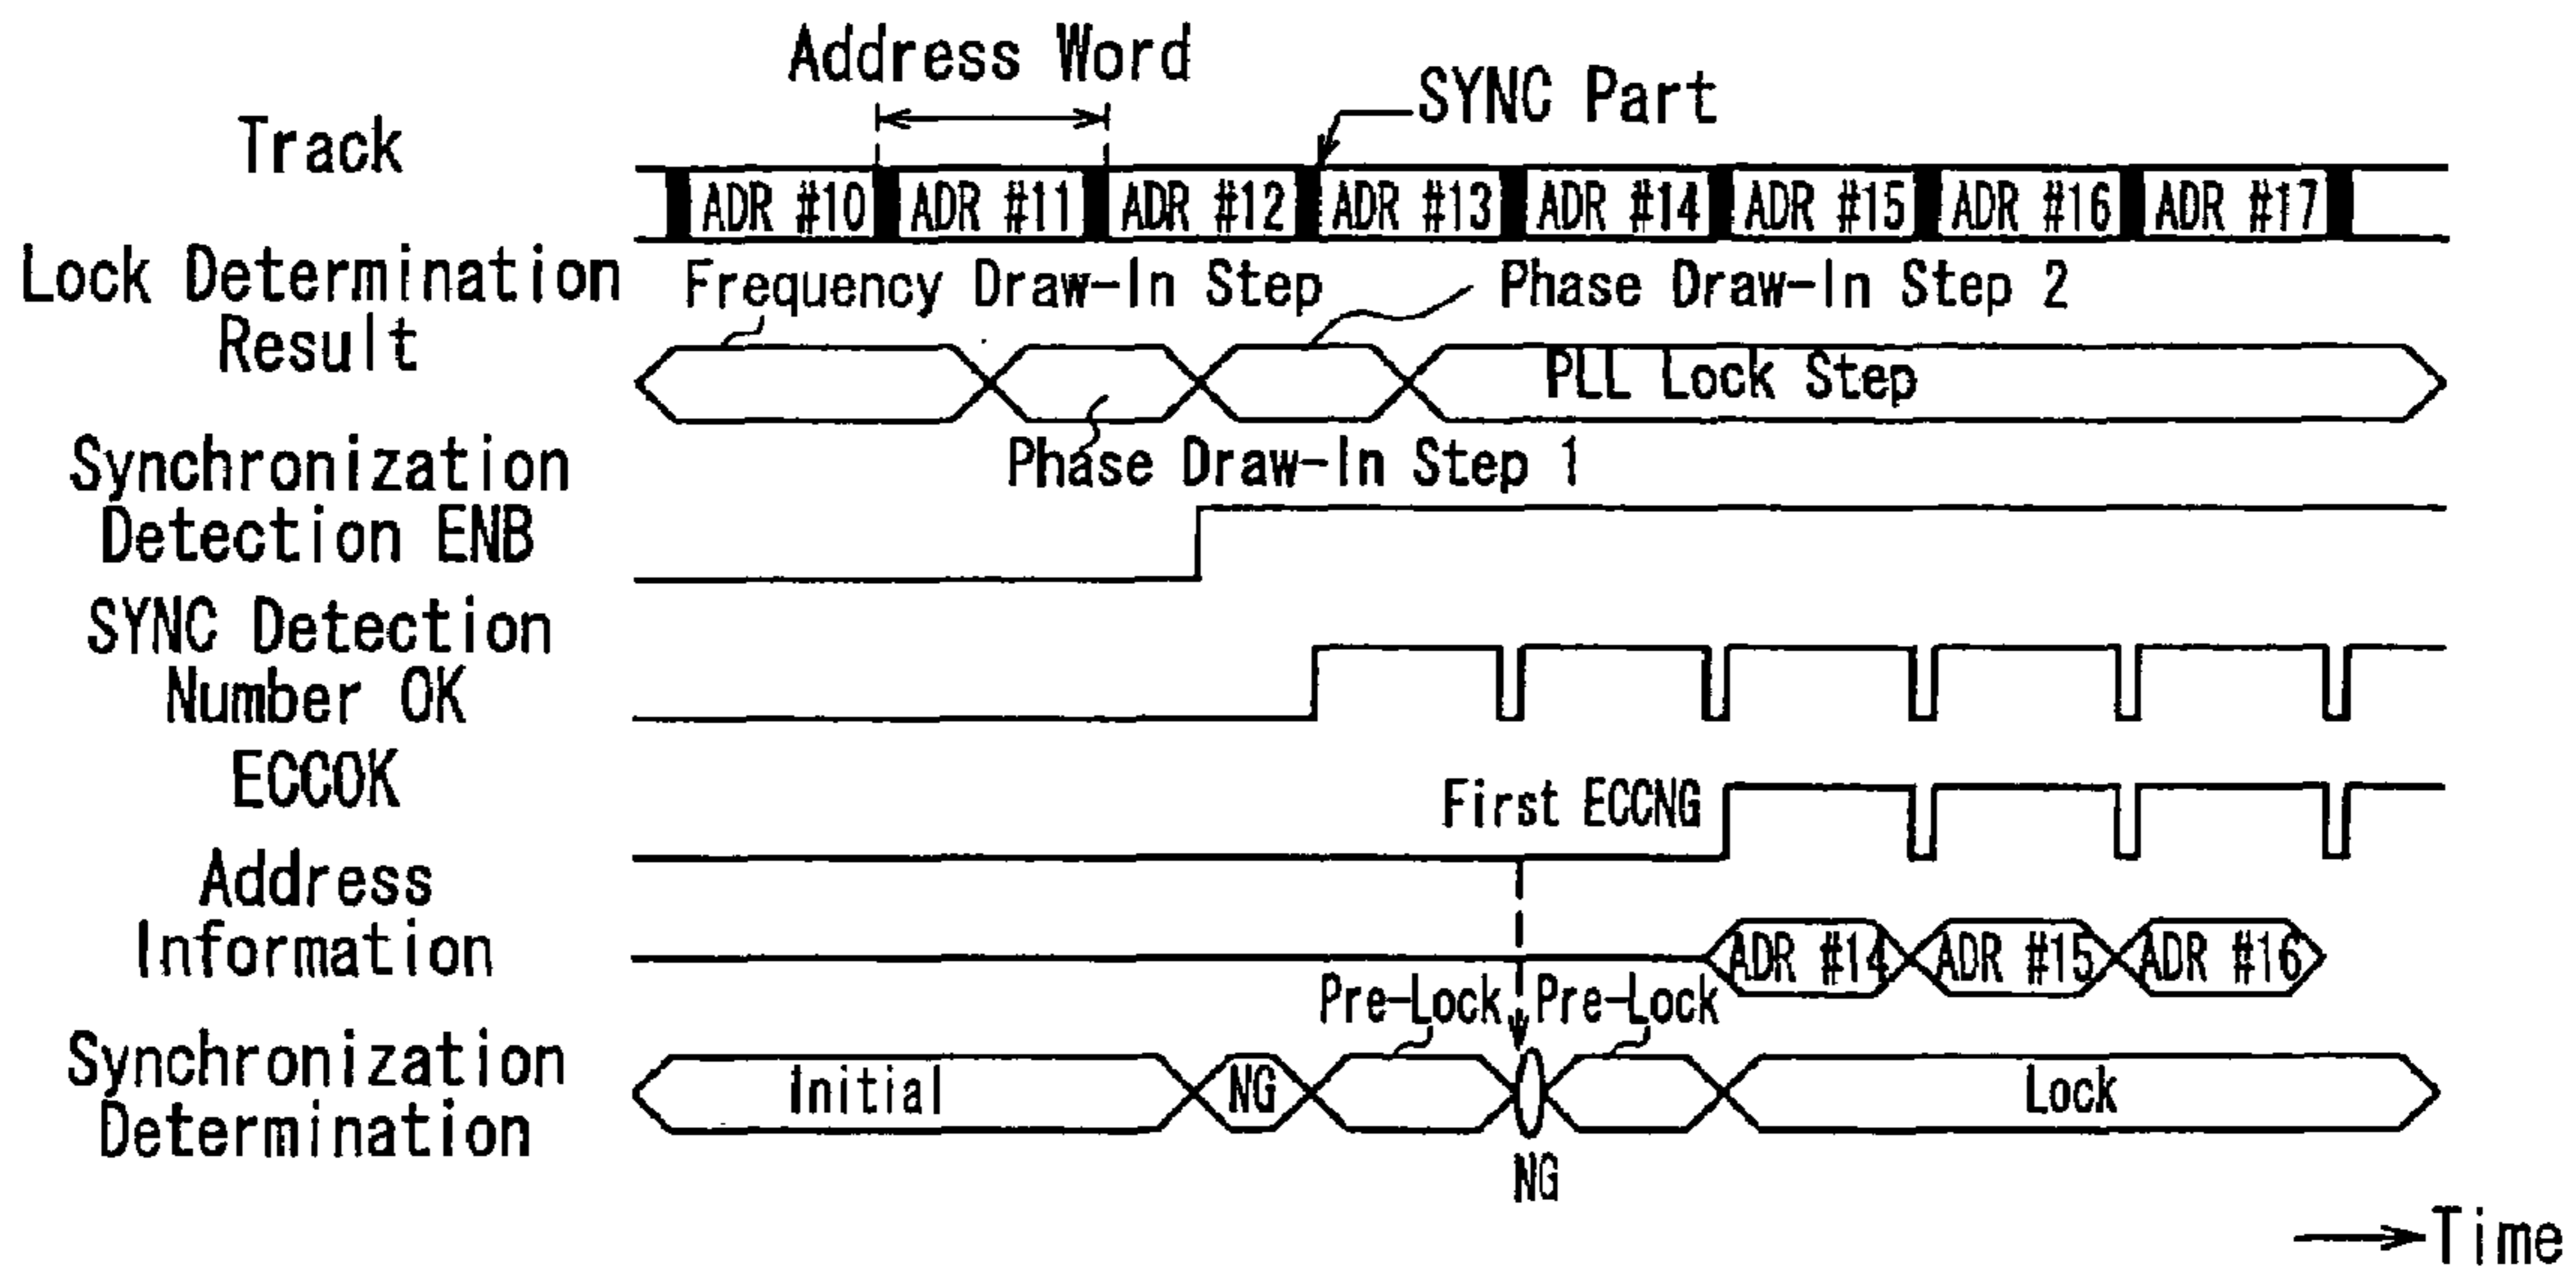 Address Word
SYNC Part
Track
ADR #10 ADR #11 ADR #12 ADR #13 ADR #14 ADR #15 ADR #16 ADR #17
Lock Determination
Result
Frequency Draw-In Step
Phase Draw-In Step 2
PLL Lock Step
Phase Draw-In Step 1
Synchronization
Detection ENB
SYNC Detection
Number OK
ECCOK
First ECCNG
Address
Information
ADR #14 ADR #15 ADR #16
Pre-Lock Pre-Lock
Synchronization
Determination
Initial NG Lock
NG
Time